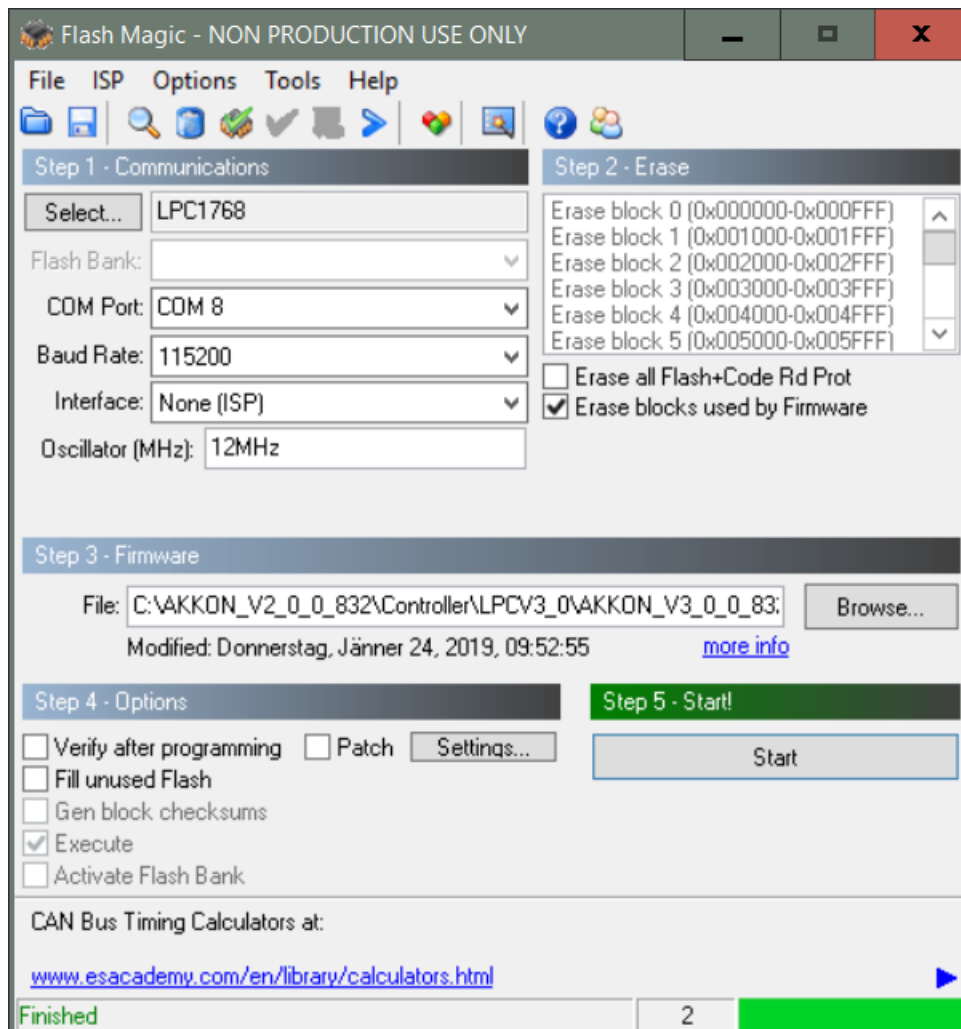 Flash Magic - NON PRODUCTION USE ONLY
File ISP Options Tools Help
Step 1 - Communications
Select... LPC1768
Flash Bank:
COM Port: COM 8
Baud Rate: 115200
Interface: None (ISP)
Oscillator (MHz): 12MHz
Step 2 - Erase
Erase block 0 (0x000000-0x000FFF)
Erase block 1 (0x001000-0x001FFF)
Erase block 2 (0x002000-0x002FFF)
Erase block 3 (0x003000-0x003FFF)
Erase block 4 (0x004000-0x004FFF)
Erase block 5 (0x005000-0x005FFF)
Erase all Flash+Code Rd Prot
Erase blocks used by Firmware
Step 3 - Firmware
File: C:\AKKON_V2_0_0_832\Controller\LPCV3_0\AKKON_V3_0_0_83 Browse...
Modified: Donnerstag, Jänner 24, 2019, 09:52:55 more info
Step 4 - Options
Verify after programming Patch Settings...
Fill unused Flash
Gen block checksums
Execute
Activate Flash Bank
Step 5 - Start!
Start
CAN Bus Timing Calculators at:
www.esacademy.com/en/library/calculators.html
Finished 2